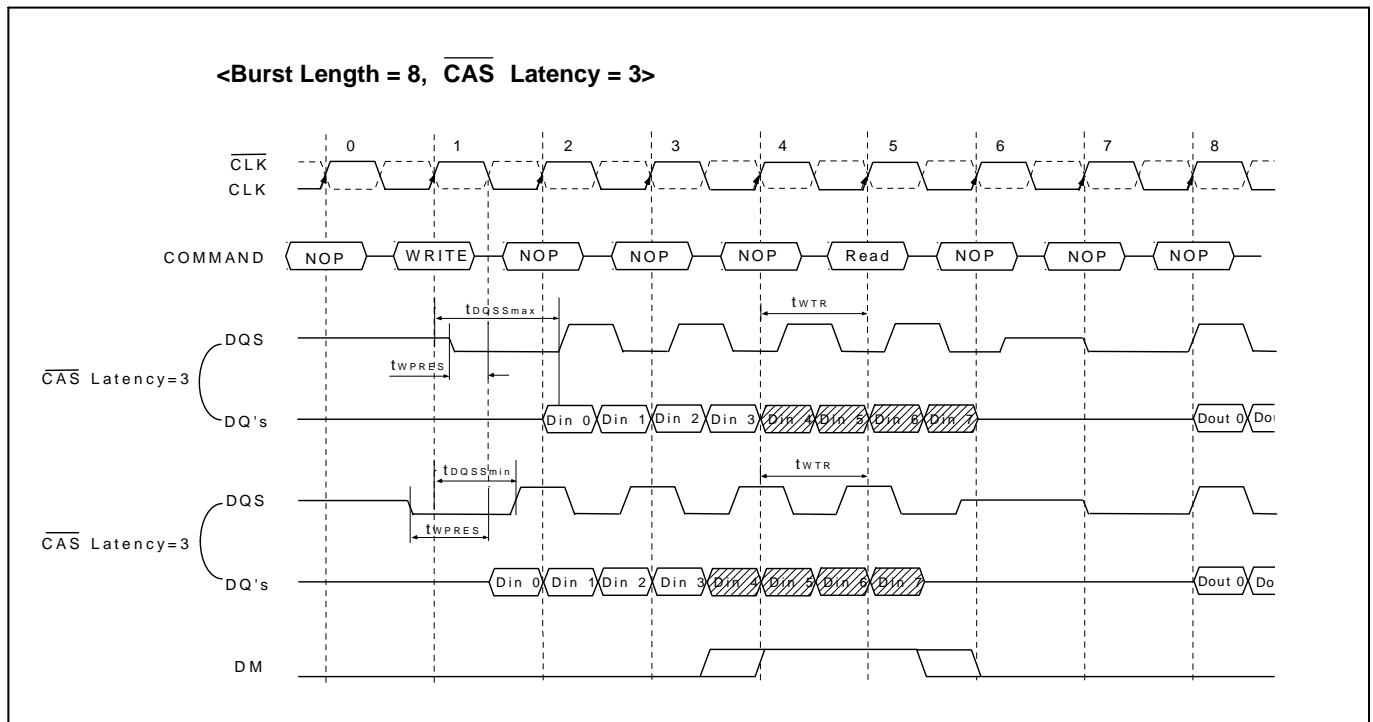 <Burst Length = 8, CAS Latency = 3>
0 1 2 3 4 5 6 7 8
CLK
CLK
COMMAND NOP WRITE NOP NOP NOP Read NOP NOP NOP
tDQSSmax tWTR
DQS
tWPRES
CAS Latency=3
DQ's Din 0 Din 1 Din 2 Din 3 Din 4 Din 5 Din 6 Din 7 Dout 0 Dou
tDQSSmin tWTR
DQS
tWPRES
CAS Latency=3
DQ's Din 0 Din 1 Din 2 Din 3 Din 4 Din 5 Din 6 Din 7 Dout 0 Do
DM